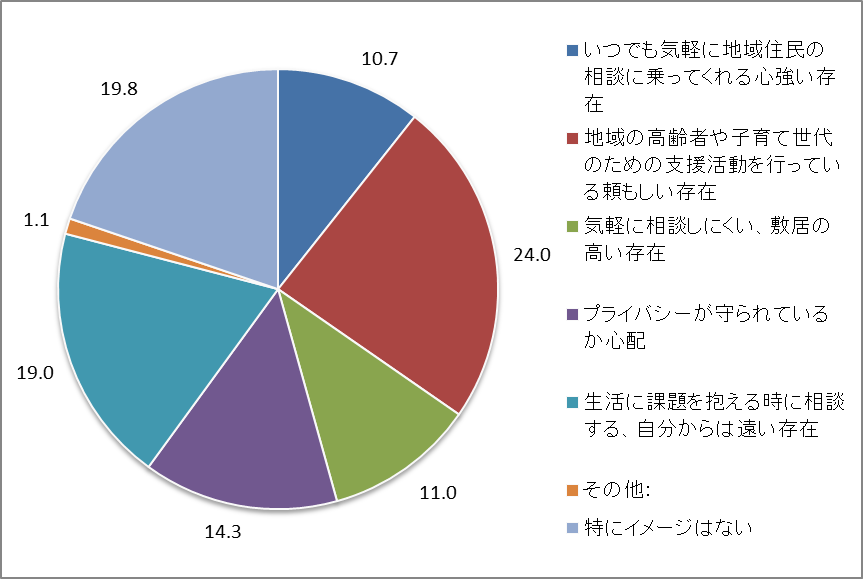 10.7
24.0
11.0
14.3
19.0
1.1
19.8
いつでも気軽に地域住民の
相談に乗ってくれる心強い存
在
地域の高齢者や子育て世代
のための支援活動を行ってい
る頼もしい存在
気軽に相談しにくい、敷居の
高い存在
プライバシーが守られている
か心配
生活に課題を抱える時に相談
する、自分からは遠い存在
その他:
特にイメージはない